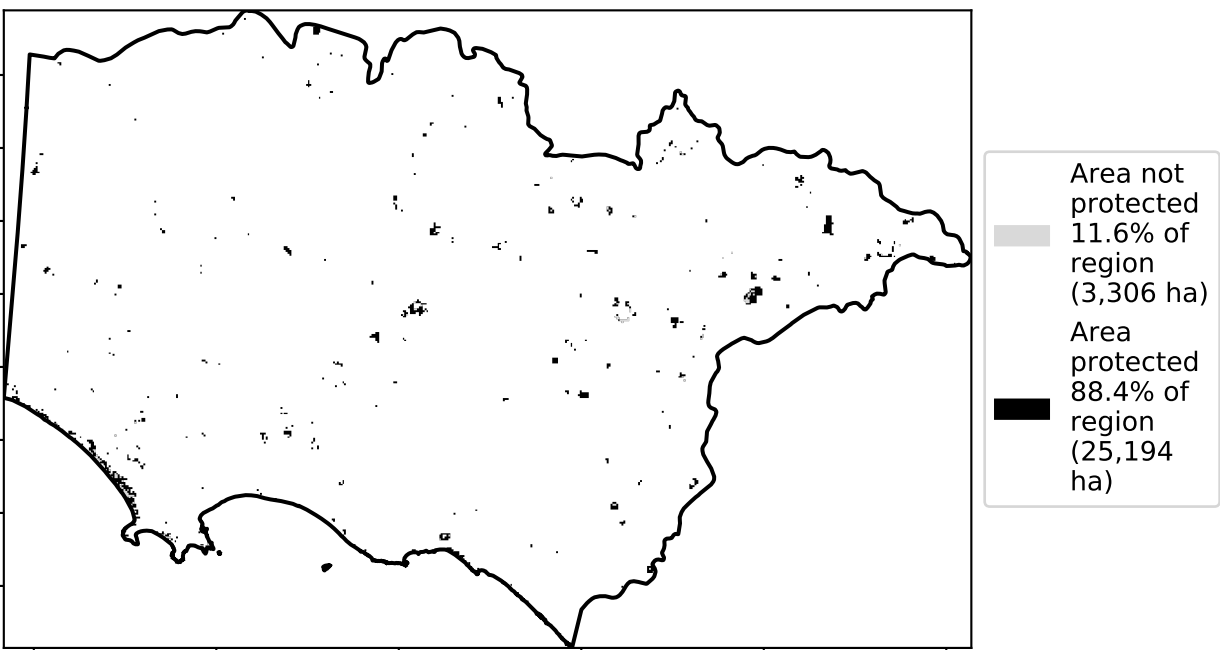 Area not
protected
11.6% of
region
(3,306 ha)
Area
protected
88.4% of
region
(25,194
ha)